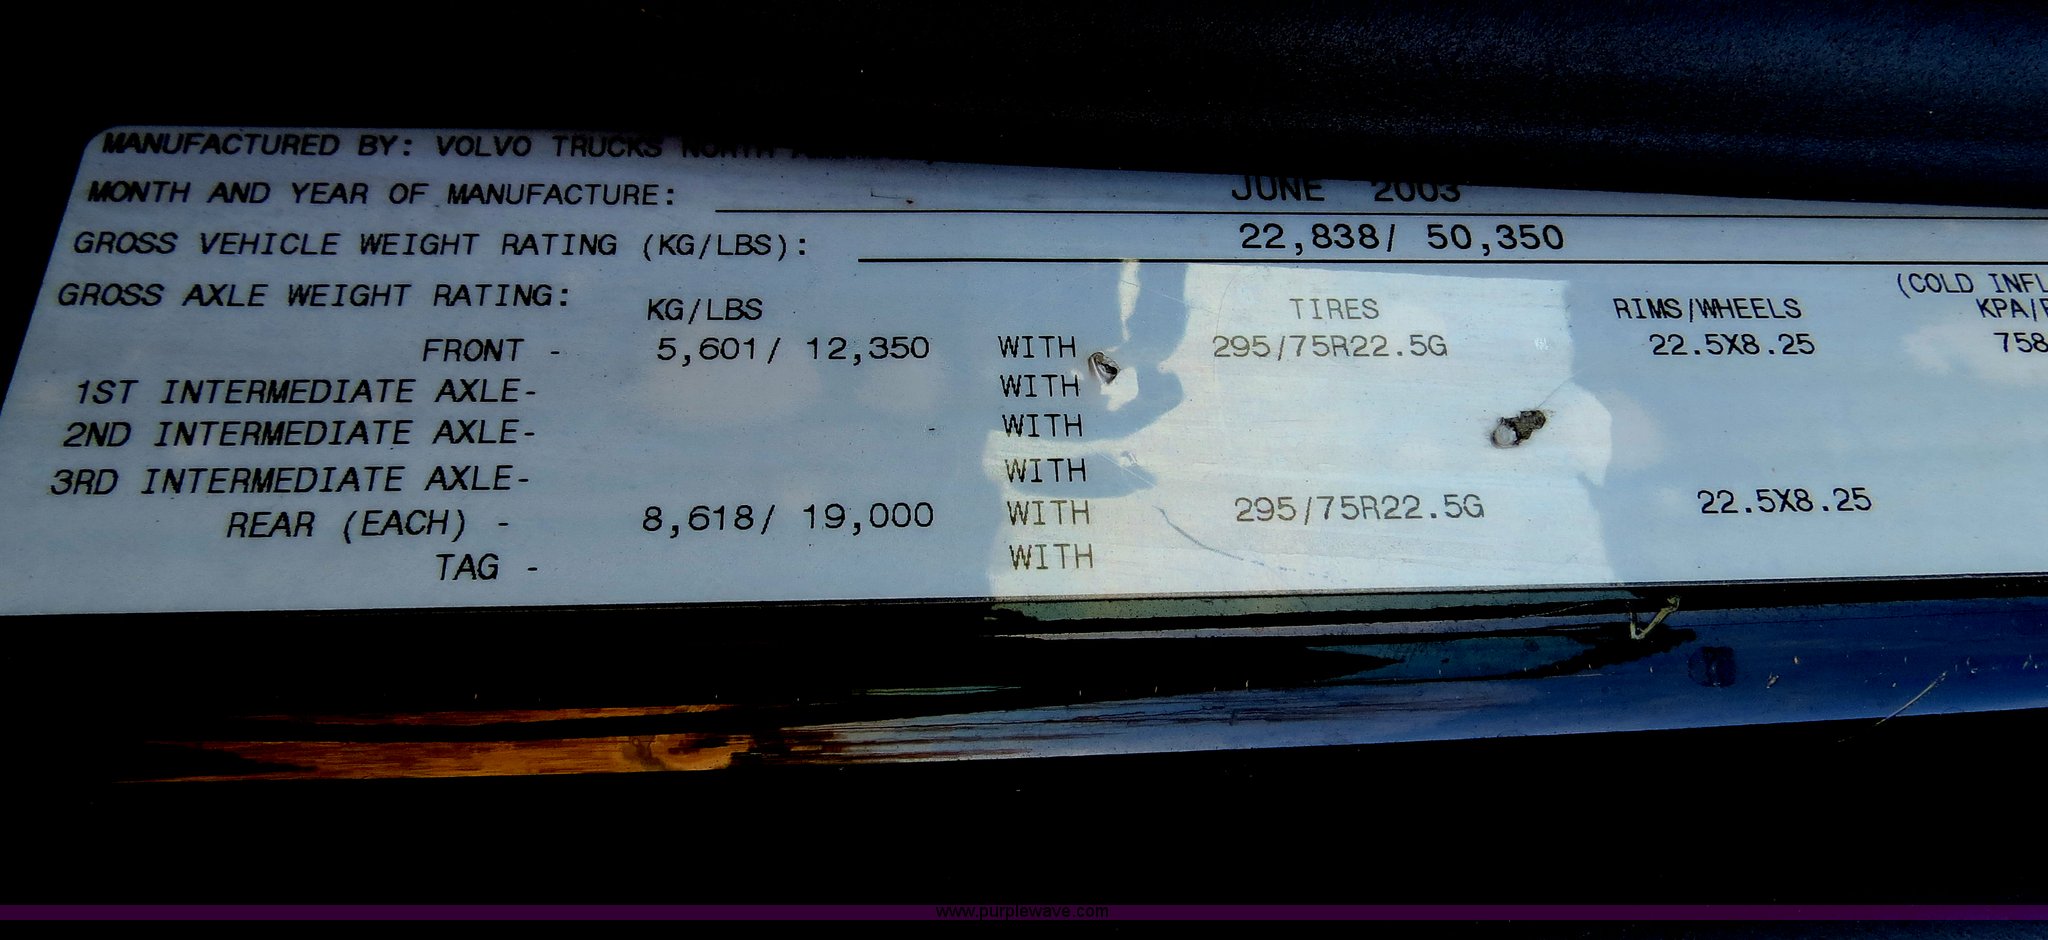 MANUFACTURED BY: VOLVO TRUCKS NORTH
MONTH AND YEAR OF MANUFACTURE: JUNE 2003
GROSS VEHICLE WEIGHT RATING (KG/LBS): 22,838/ 50,350
GROSS AXLE WEIGHT RATING: KG/LBS TIRES RIMS/WHEELS (COLD INFL
KPA/P
FRONT - 5,601/ 12,350 WITH 295/75R22.5G 22.5X8.25 758
1ST INTERMEDIATE AXLE- WITH
2ND INTERMEDIATE AXLE- WITH
3RD INTERMEDIATE AXLE- WITH
REAR (EACH) - 8,618/ 19,000 WITH 295/75R22.5G 22.5X8.25
TAG - WITH
www.purplewave.com